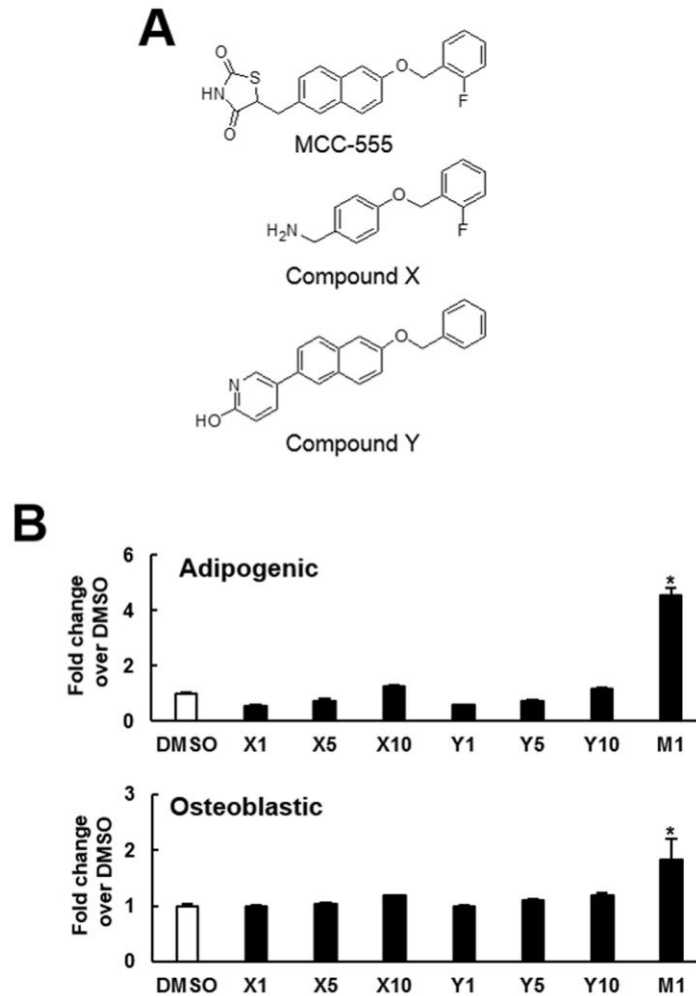 A
O
S
HN
O
O
F
MCC-555
O
H₂N
F
Compound X
O
N
HO
Compound Y
B
Adipogenic
Fold change
over DMSO
6
4
2
0
*
DMSO X1 X5 X10 Y1 Y5 Y10 M1
Osteoblastic
Fold change
over DMSO
3
2
1
0
*
DMSO X1 X5 X10 Y1 Y5 Y10 M1